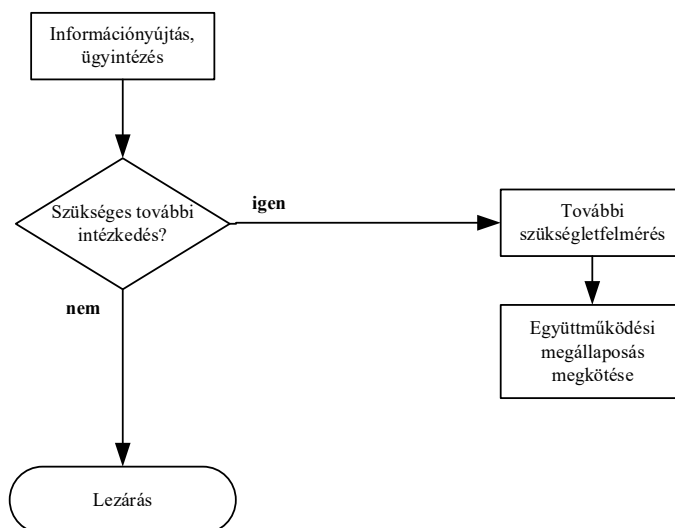 Információnyújtás,
ügyintézés
Szükséges további
intézkedés?
igen
További
szükségletfelmérés
nem
Együttműködési
megállaposás
megkötése
Lezárás